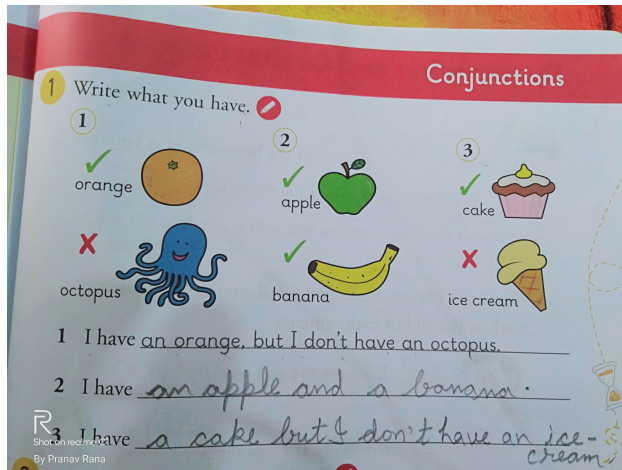 Conjunctions
1 Write what you have.
1
2
3
orange
apple
cake
octopus
banana
ice cream
1 I have an orange, but I don't have an octopus.
2 I have an apple and a banana.
3 I have a cake but I don't have an ice-
cream.
R
Shot on realme C
By Pranav Rana